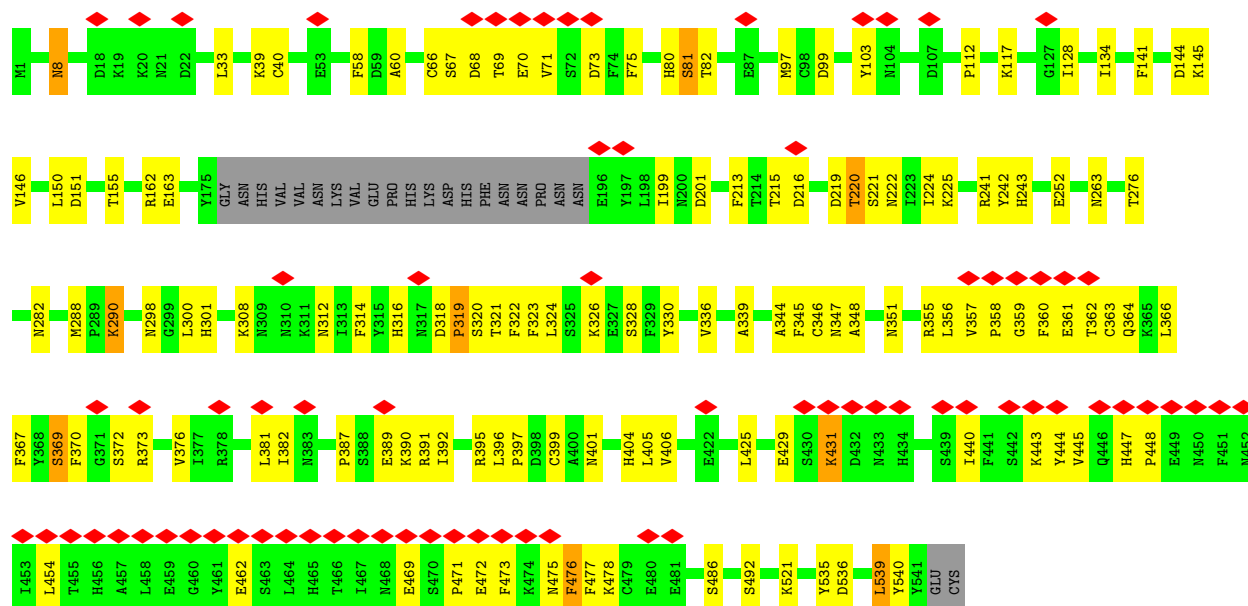 M1 N8 D18 K19 K20 N21 D22 L33 K39 C40 E53 F58 D59 A60 C66 S67 D68 T69 E70 V71 S72 D73 F74 F75 H80 S81 T82 E87 M97 C98 D99 Y103 N104 D107 P112 K117 G127 I128 I134 F141 D144 K145
V146 L150 D151 T155 R162 E163 Y175 GLY ASN HIS VAL VAL ASN LYS VAL GLU PRO HIS LYS ASP HIS PHE ASN ASN PRO ASN ASN E196 Y197 L198 I199 N200 D201 F213 T214 T215 D216 D219 T220 S221 N222 I223 I224 K225 R241 Y242 H243 E252 N263 T276
N282 M288 P289 K290 N298 G299 L300 H301 K308 N309 N310 K311 N312 I313 F314 Y315 H316 N317 D318 P319 S320 T321 F322 F323 L324 S325 K326 E327 S328 F329 Y330 V336 A339 A344 F345 C346 N347 A348 N351 R355 L356 V357 P358 G359 F360 E361 T362 C363 Q364 K365 L366
F367 Y368 S369 F370 G371 S372 R373 V376 I377 R378 L381 I382 N383 P387 S388 E389 K390 R391 I392 R395 L396 P397 D398 C399 A400 N401 H404 L405 V406 E422 L425 E429 S430 K431 D432 N433 H434 S439 I440 F441 S442 K443 Y444 V445 Q446 H447 P448 E449 N450 F451 N452
I453 L454 T455 H456 A457 L458 E459 G460 Y461 E462 S463 L464 H465 T466 I467 N468 E469 S470 P471 E472 F473 K474 N475 F476 F477 K478 C479 E480 E481 S486 S492 K521 Y535 D536 L539 Y540 Y541 GLU CYS